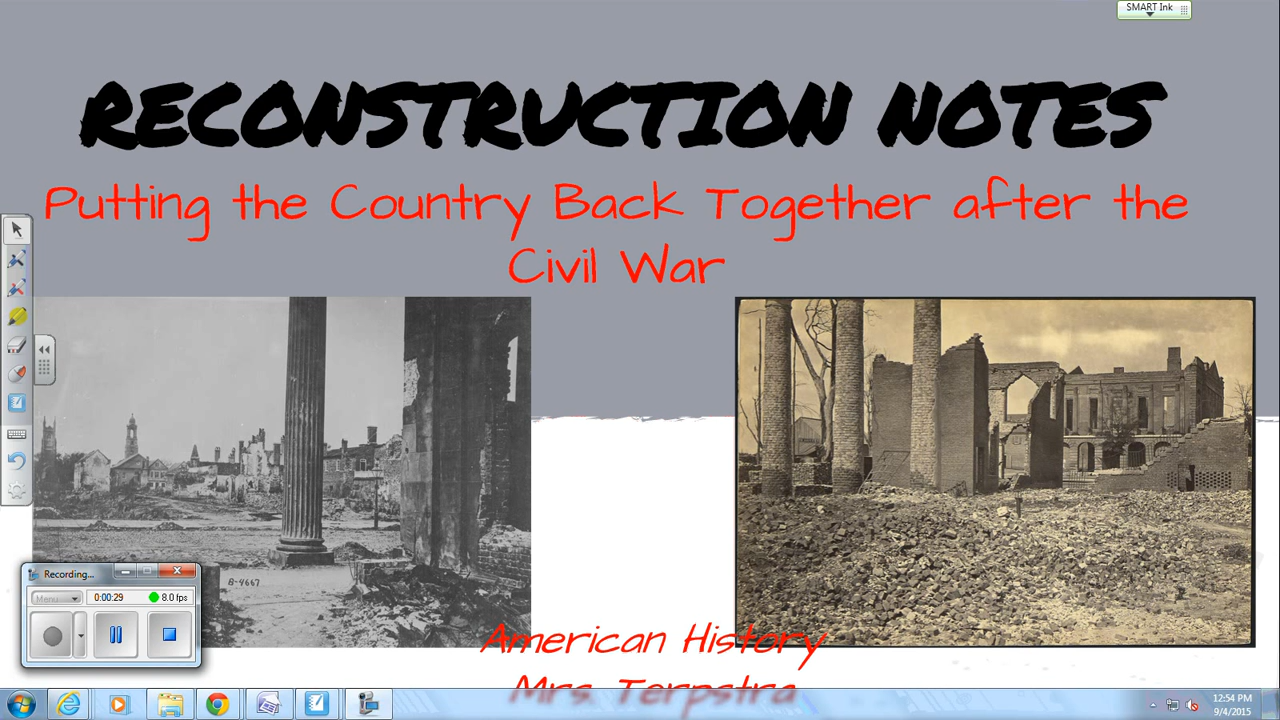 SMART Ink
RECONSTRUCTION NOTES
Putting the Country Back Together after the
Civil War
B-4667
Recording...
Menu
0:00:29
8.0 fps
American History
Mrs. Terpstra
12:54 PM
9/4/2015